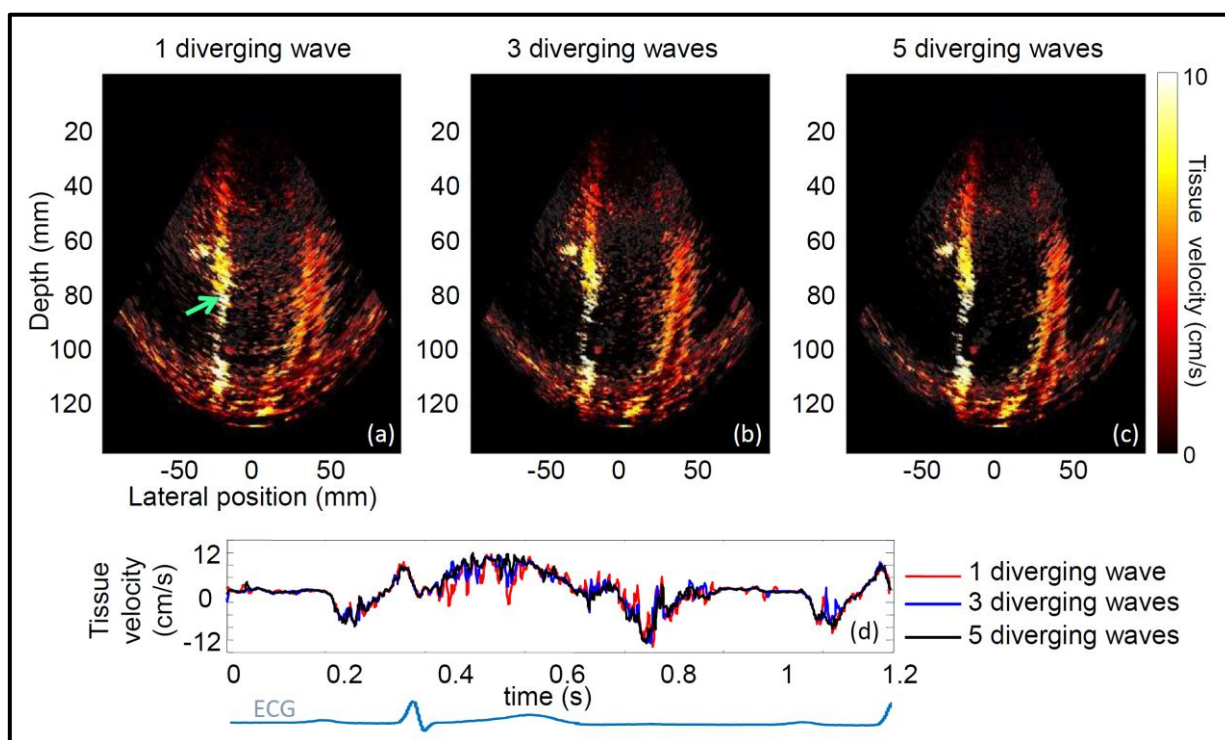 1 diverging wave
3 diverging waves
5 diverging waves
Depth (mm)
20
40
60
80
100
120
(a)
-50 0 50
Lateral position (mm)
20
40
60
80
100
120
(b)
-50 0 50
20
40
60
80
100
120
(c)
-50 0 50
10
0
Tissue velocity (cm/s)
Tissue
velocity
(cm/s)
12
0
-12
(d)
0 0.2 0.4 0.6 0.8 1 1.2
time (s)
ECG
1 diverging wave
3 diverging waves
5 diverging waves